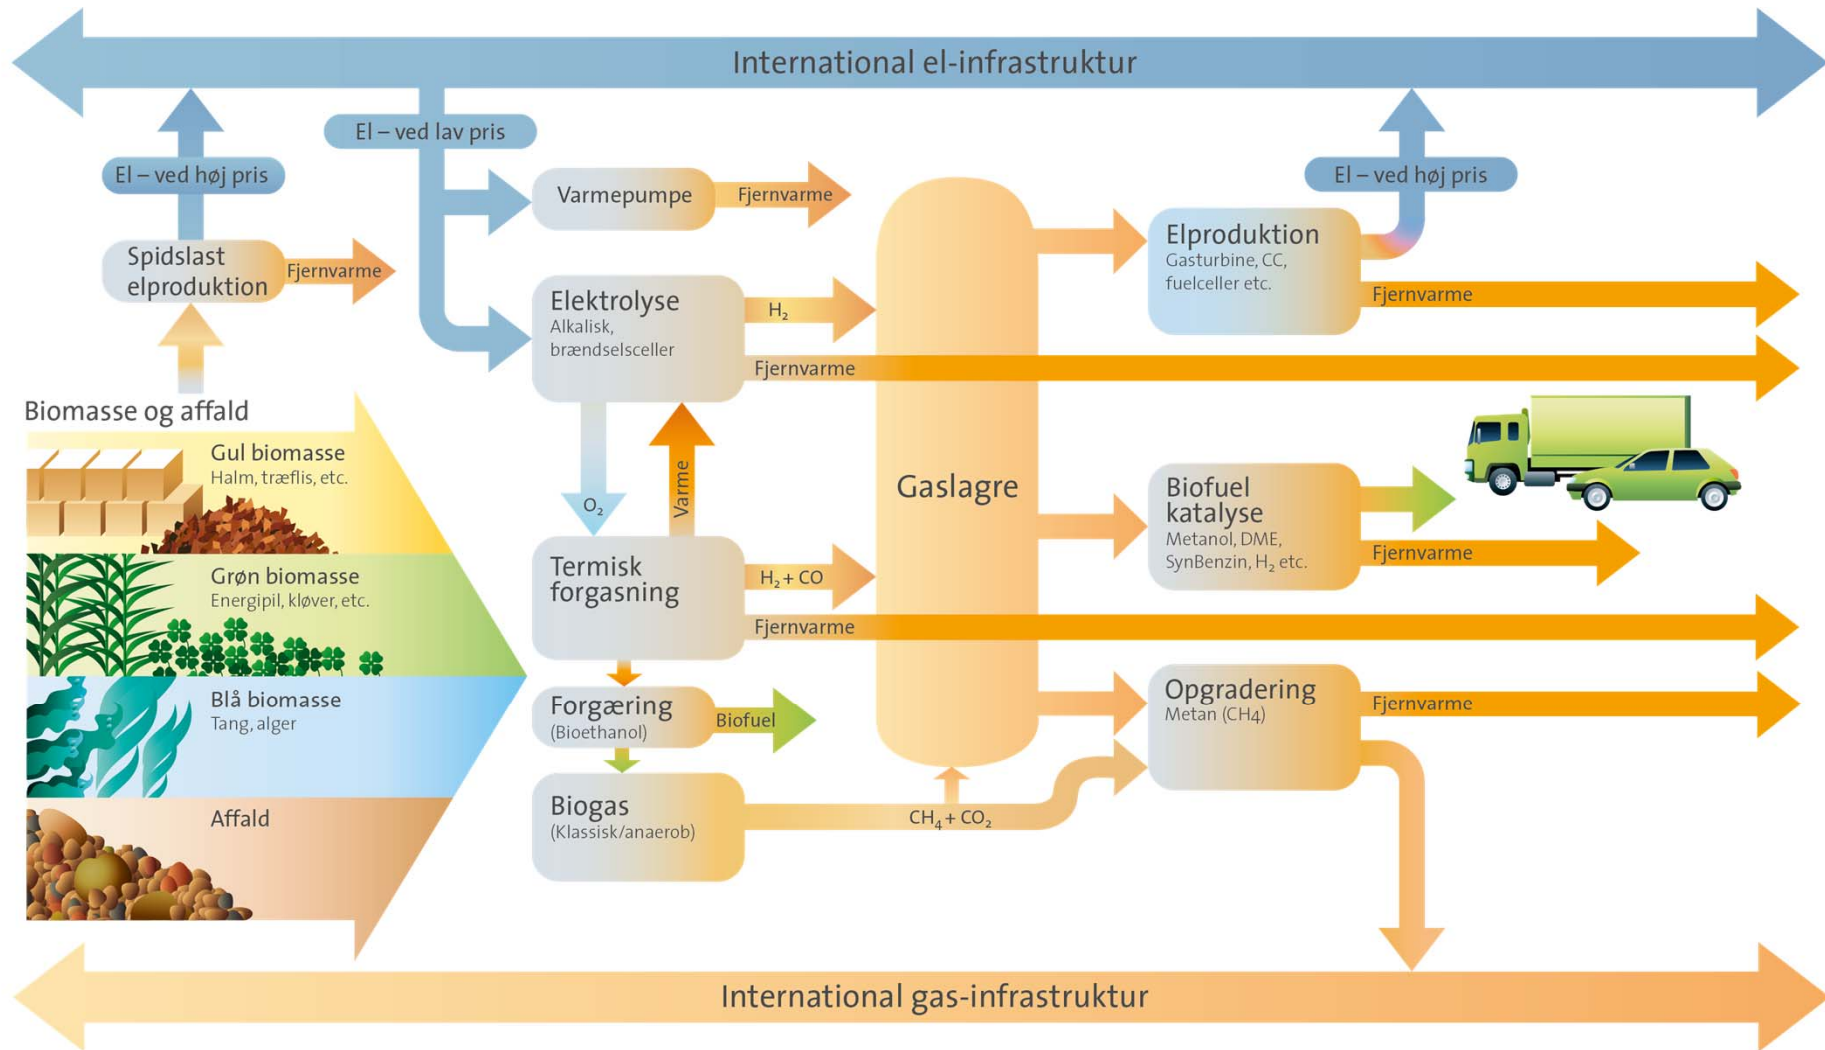 International el-infrastruktur
El – ved høj pris
El – ved lav pris
El – ved høj pris
Spidslast
elproduktion
Fjernvarme
Varmepumpe
Fjernvarme
Elektrolyse
Alkalisk,
brændselsceller
H₂
Fjernvarme
Elproduktion
Gasturbine, CC,
fuelceller etc.
Fjernvarme
Biomasse og affald
Gul biomasse
Halm, træflis, etc.
Grøn biomasse
Energipil, kløver, etc.
Blå biomasse
Tang, alger
Affald
O₂
Varme
Termisk
forgasning
H₂ + CO
Fjernvarme
Forgæring
(Bioethanol)
Biofuel
Biogas
(Klassisk/anaerob)
CH₄ + CO₂
Gaslagre
Biofuel
katalyse
Metanol, DME,
SynBenzin, H₂ etc.
Fjernvarme
Opgradering
Metan (CH4)
Fjernvarme
International gas-infrastruktur